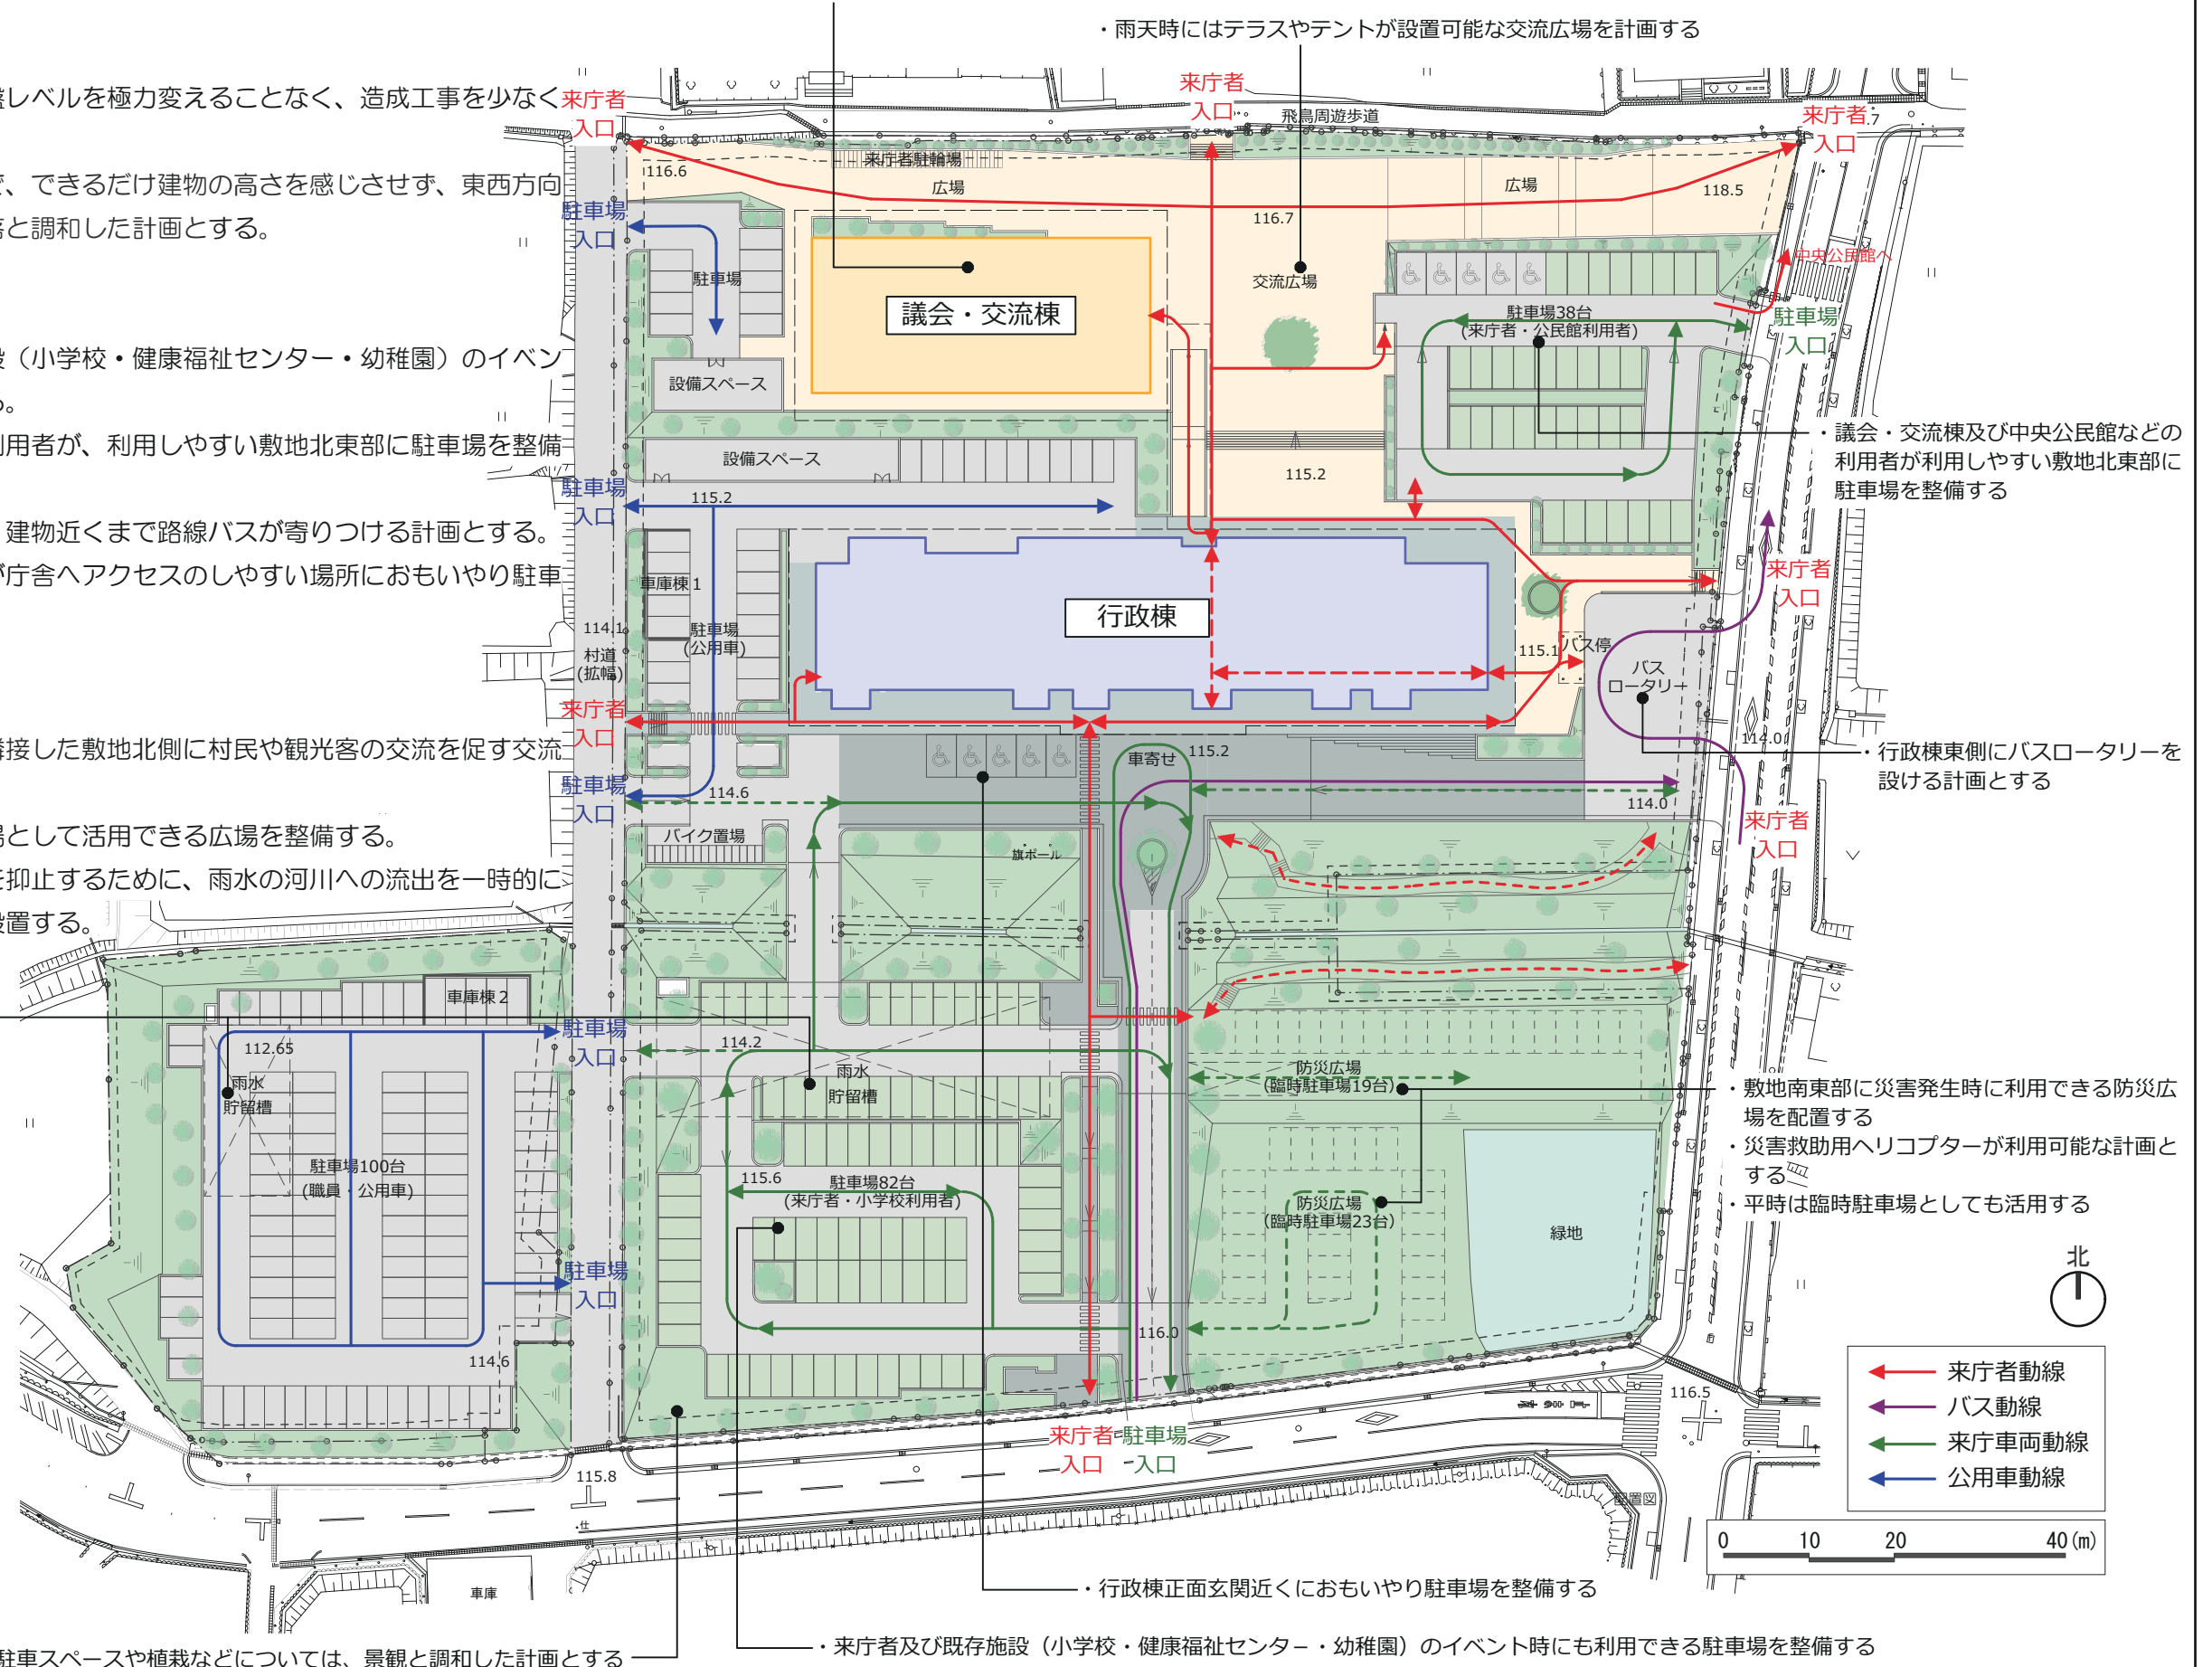 ・雨天時にはテラスやテントが設置可能な交流広場を計画する
レベルを極力変えることなく、造成工事を少なく
、できるだけ建物の高さを感じさせず、東西方向
と調和した計画とする。
（小学校・健康福祉センター・幼稚園）のイベン
。
用者が、利用しやすい敷地北東部に駐車場を整備
建物近くまで路線バスが寄りつける計画とする。
庁舎へアクセスのしやすい場所におもいやり駐車
接した敷地北側に村民や観光客の交流を促す交流
場として活用できる広場を整備する。
を抑止するために、雨水の河川への流出を一時的に
設置する。
来庁者
入口
来庁者
入口
来庁者
入口
飛鳥周遊歩道
来庁者駐輪場
116.6
広場
広場
118.5
116.7
駐車場
入口
駐車場
議会・交流棟
交流広場
中央公民館へ
駐車場38台
(来庁者・公民館利用者)
駐車場
入口
設備スペース
設備スペース
115.2
・議会・交流棟及び中央公民館などの
利用者が利用しやすい敷地北東部に
駐車場を整備する
駐車場
入口
115.2
車庫棟1
駐車場
(公用車)
114.1
村道
(拡幅)
行政棟
来庁者
入口
115.1
バス停
バス
ロータリー
114.0
・行政棟東側にバスロータリーを
設ける計画とする
来庁者
入口
駐車場
入口
114.6
車寄せ
115.2
114.0
来庁者
入口
バイク置場
旗ポール
車庫棟2
駐車場
入口
112.65
雨水
貯留槽
114.2
雨水
貯留槽
防災広場
(臨時駐車場19台)
・敷地南東部に災害発生時に利用できる防災広
場を配置する
・災害救助用ヘリコプターが利用可能な計画と
する
・平時は臨時駐車場としても活用する
駐車場100台
(職員・公用車)
115.6
駐車場82台
(来庁者・小学校利用者)
防災広場
(臨時駐車場23台)
緑地
駐車場
入口
北
114.6
116.0
116.5
来庁者動線
バス動線
来庁車両動線
公用車動線
来庁者
入口
駐車場
入口
115.8
配置図
0 10 20 40(m)
車庫
・行政棟正面玄関近くにおもいやり駐車場を整備する
・来庁者及び既存施設（小学校・健康福祉センター・幼稚園）のイベント時にも利用できる駐車場を整備する
駐車スペースや植栽などについては、景観と調和した計画とする